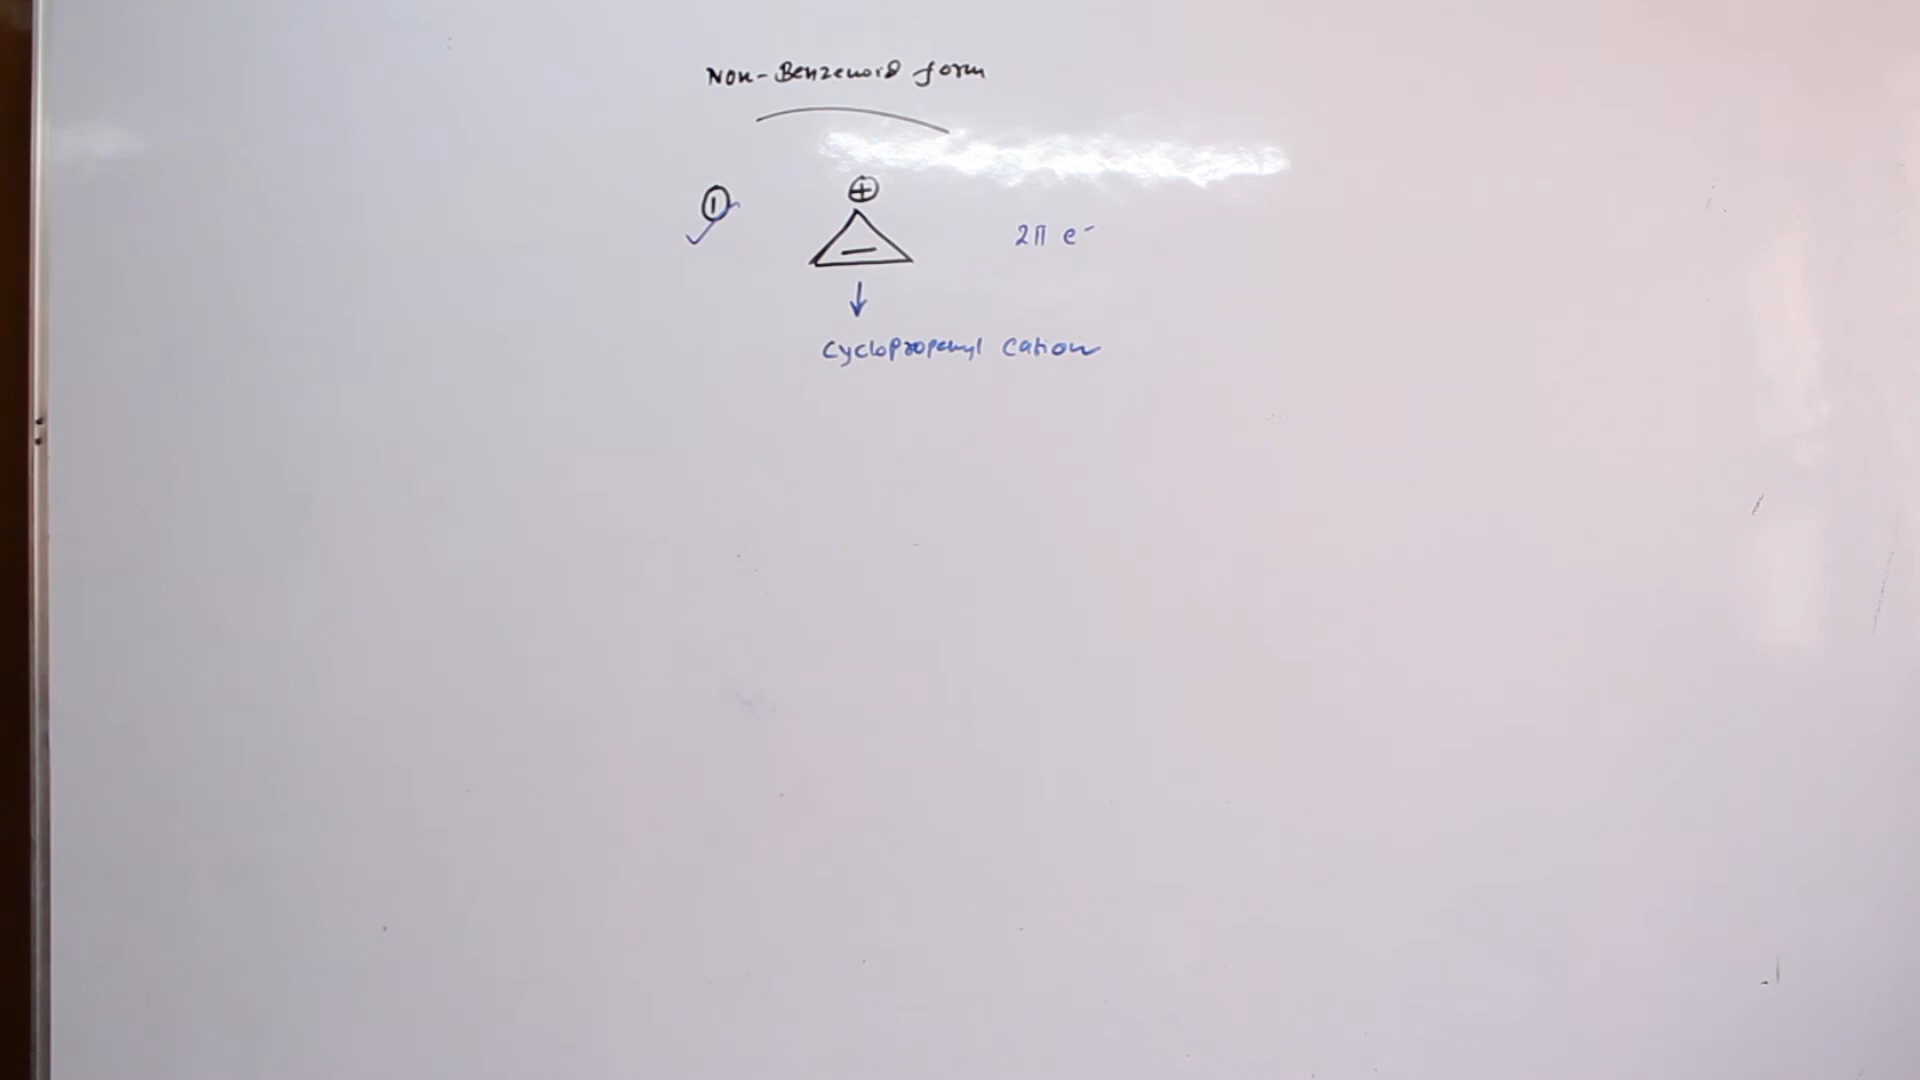 Non-Benzenoid form
① ⊕
2π e⁻
Cyclopropenyl Cation